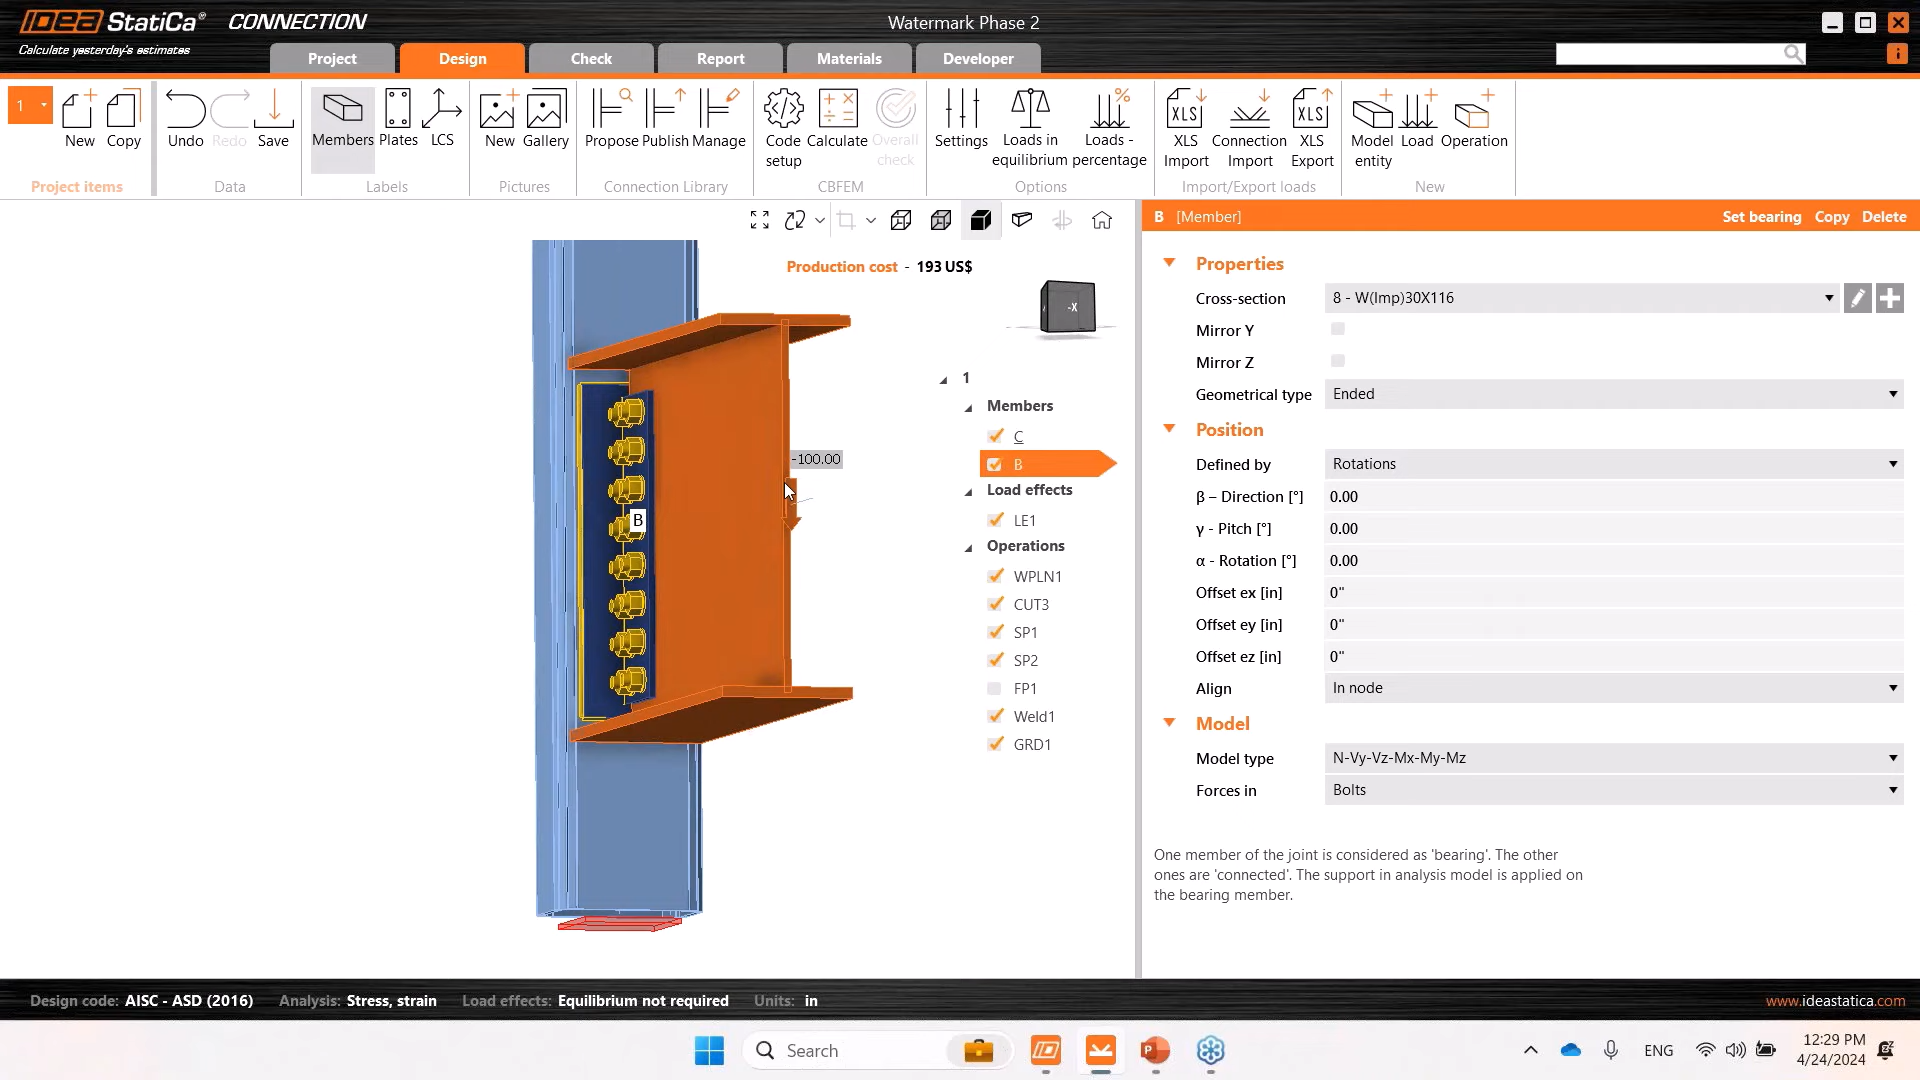 IDEA StatiCa® CONNECTION
Calculate yesterday's estimates
Watermark Phase 2
Project
Design
Check
Report
Materials
Developer
1
New
Copy
Undo
Redo
Save
Members
Plates
LCS
New
Gallery
Propose
Publish
Manage
Code setup
Calculate
Overall check
Settings
Loads in equilibrium
Loads - percentage
XLS Import
Connection Import
XLS Export
Model entity
Load
Operation
Project items
Data
Labels
Pictures
Connection Library
CBFEM
Options
Import/Export loads
New
Production cost - 193 US$
-X
-100.00
B
1
Members
C
B
Load effects
LE1
Operations
WPLN1
CUT3
SP1
SP2
FP1
Weld1
GRD1
B [Member]
Set bearing
Copy
Delete
Properties
Cross-section 8 - W(Imp)30X116
Mirror Y
Mirror Z
Geometrical type Ended
Position
Defined by Rotations
β – Direction [°] 0.00
γ - Pitch [°] 0.00
α - Rotation [°] 0.00
Offset ex [in] 0"
Offset ey [in] 0"
Offset ez [in] 0"
Align In node
Model
Model type N-Vy-Vz-Mx-My-Mz
Forces in Bolts
One member of the joint is considered as 'bearing'. The other
ones are 'connected'. The support in analysis model is applied on
the bearing member.
Design code: AISC - ASD (2016) Analysis: Stress, strain Load effects: Equilibrium not required Units: in
www.ideastatica.com
Search
ENG
12:29 PM
4/24/2024